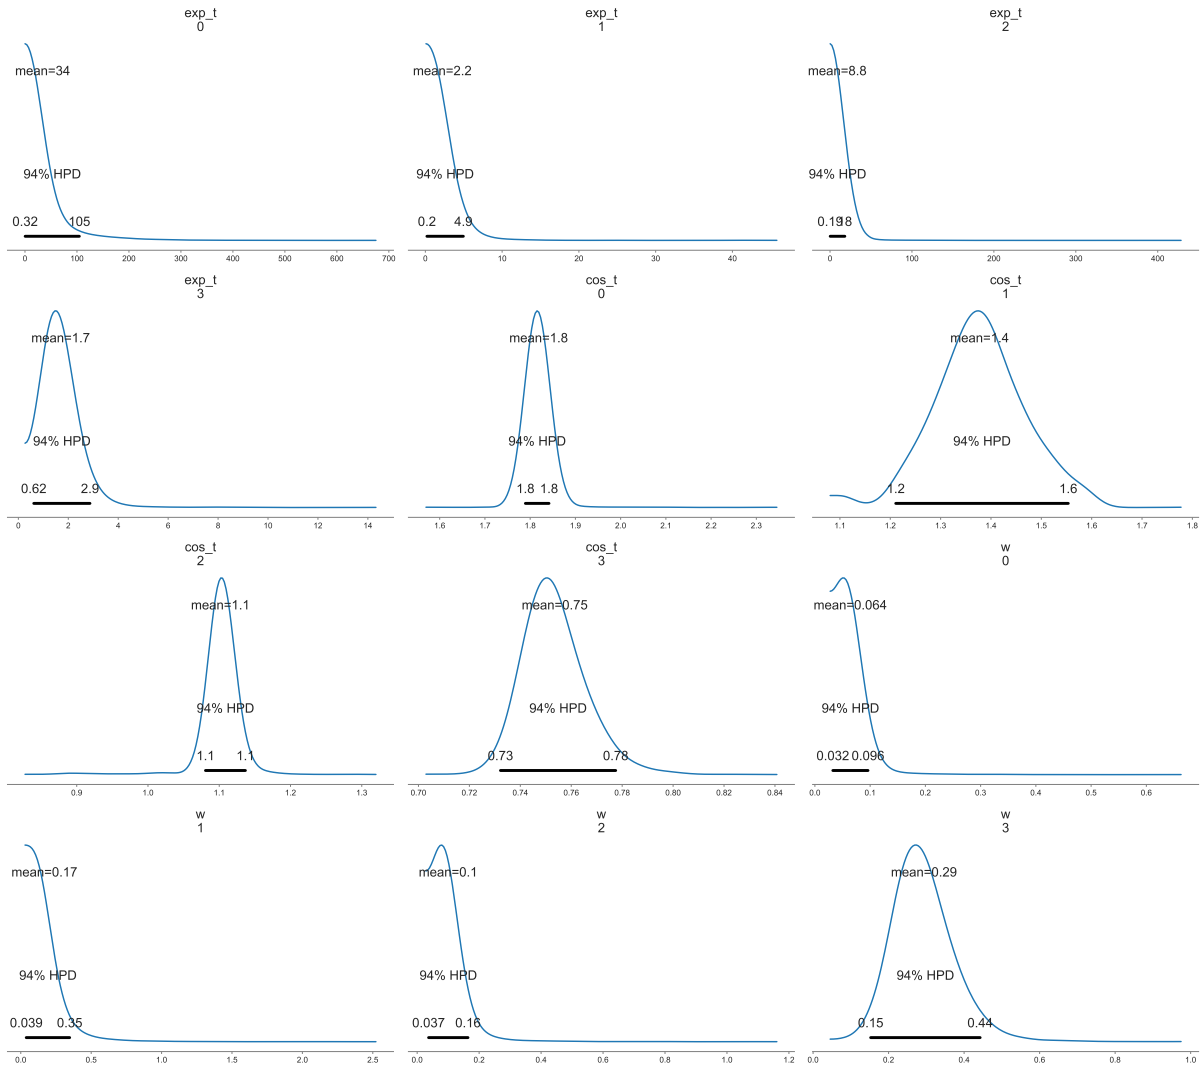 exp_t
0
mean=34
94% HPD
0.32 105
0 100 200 300 400 500 600 700
exp_t
1
mean=2.2
94% HPD
0.2 4.9
0 10 20 30 40
exp_t
2
mean=8.8
94% HPD
0.19 18
0 100 200 300 400
exp_t
3
mean=1.7
94% HPD
0.62 2.9
0 2 4 6 8 10 12 14
cos_t
0
mean=1.8
94% HPD
1.8 1.8
1.6 1.7 1.8 1.9 2.0 2.1 2.2 2.3
cos_t
1
mean=1.4
94% HPD
1.2 1.6
1.1 1.2 1.3 1.4 1.5 1.6 1.7 1.8
cos_t
2
mean=1.1
94% HPD
1.1 1.1
0.9 1.0 1.1 1.2 1.3
cos_t
3
mean=0.75
94% HPD
0.73 0.78
0.70 0.72 0.74 0.76 0.78 0.80 0.82 0.84
w
0
mean=0.064
94% HPD
0.032 0.096
0.0 0.1 0.2 0.3 0.4 0.5 0.6
w
1
mean=0.17
94% HPD
0.039 0.35
0.0 0.5 1.0 1.5 2.0 2.5
w
2
mean=0.1
94% HPD
0.037 0.16
0.0 0.2 0.4 0.6 0.8 1.0 1.2
w
3
mean=0.29
94% HPD
0.15 0.44
0.0 0.2 0.4 0.6 0.8 1.0